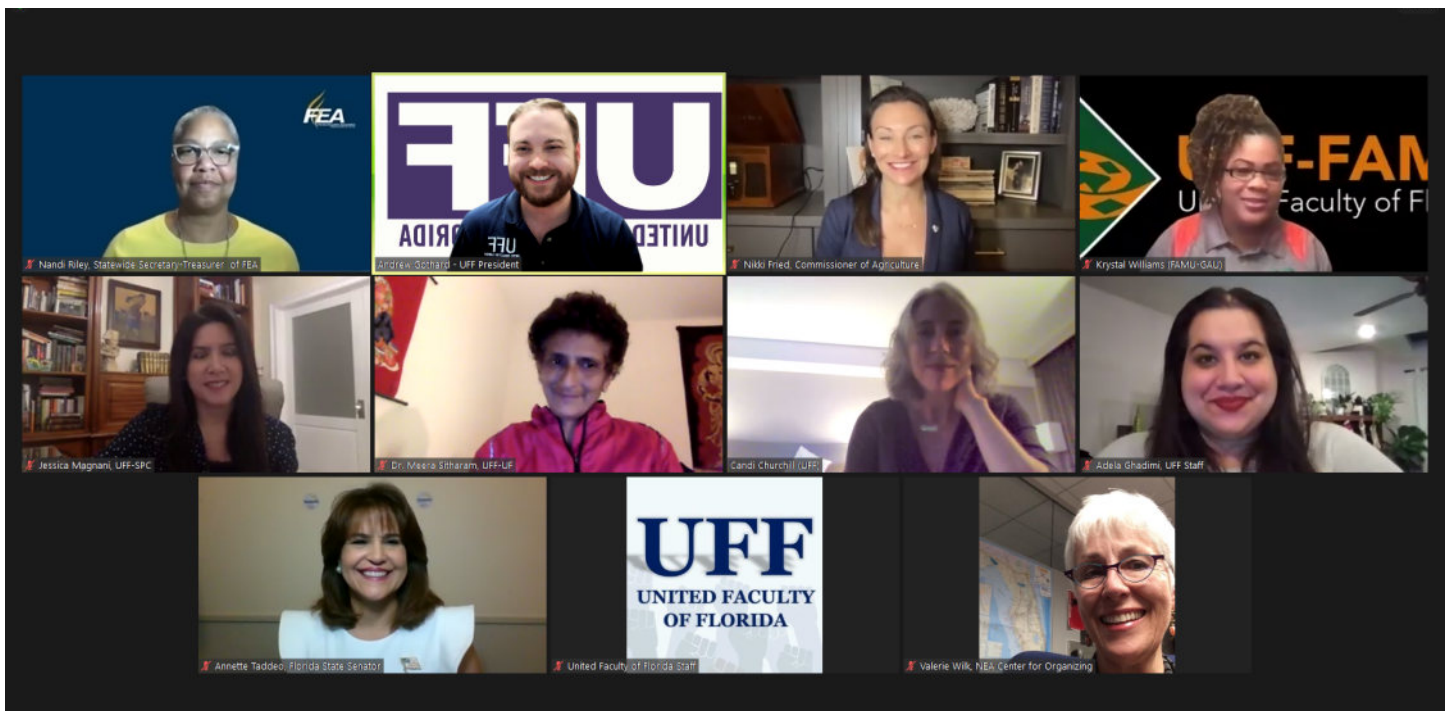 FEA
Nandi Riley, Statewide Secretary-Treasurer of FEA
UFF
UNITED
FLORIDA
UFF
Andrew Gothard - UFF President
Nikki Fried, Commissioner of Agriculture
UFF-FAM
Faculty of Fl
Krystal Williams (FAMU-GAU)
Jessica Magnani, UFF-SPC
Dr. Meera Sitharam, UFF-UF
Candi Churchill (UFF)
Adela Ghadimi, UFF Staff
Annette Taddeo, Florida State Senator
UFF
UNITED FACULTY
OF FLORIDA
United Faculty of Florida Staff
Valerie Wilk, NEA Center for Organizing